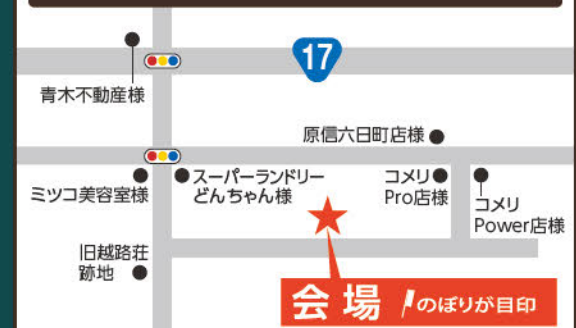 17
青木不動産様
原信六日町店様
ミツコ美容室様
スーパーランドリー
どんちゃん様
コメリ
Pro店様
コメリ
Power店様
旧越路荘
跡地
会場 のぼりが目印